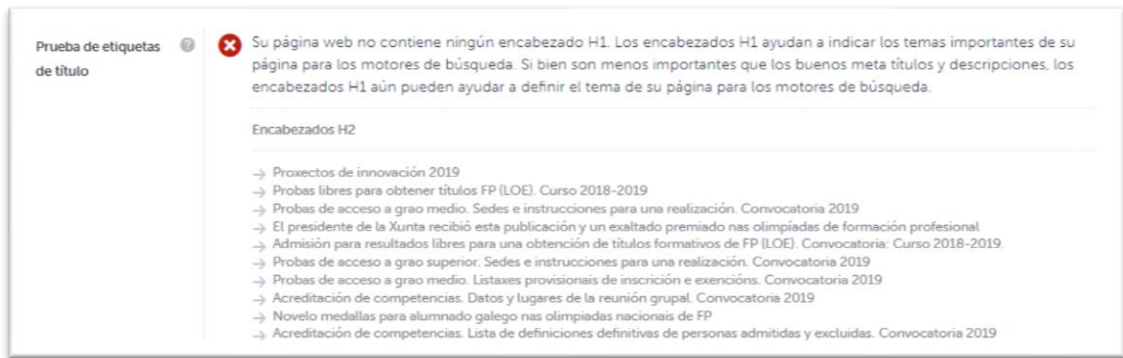 Prueba de etiquetas
de título
Su página web no contiene ningún encabezado H1. Los encabezados H1 ayudan a indicar los temas importantes de su
página para los motores de búsqueda. Si bien son menos importantes que los buenos meta títulos y descripciones, los
encabezados H1 aún pueden ayudar a definir el tema de su página para los motores de búsqueda.
Encabezados H2
→ Proxectos de innovación 2019
→ Probas libres para obtener títulos FP (LOE). Curso 2018-2019
→ Probas de acceso a grao medio. Sedes e instrucciones para una realización. Convocatoria 2019
→ El presidente de la Xunta recibió esta publicación y un exaltado premiado nas olimpíadas de formación profesional
→ Admisión para resultados libres para una obtención de títulos formativos de FP (LOE). Convocatoria: Curso 2018-2019.
→ Probas de acceso a grao superior. Sedes e instrucciones para una realización. Convocatoria 2019
→ Probas de acceso a grao medio. Listaxes provisionais de inscrición e exencións. Convocatoria 2019
→ Acreditación de competencias. Datos y lugares de la reunión grupal. Convocatoria 2019
→ Novelo medallas para alumnado galego nas olimpiadas nacionais de FP
→ Acreditación de competencias. Lista de definiciones definitivas de personas admitidas y excluidas. Convocatoria 2019